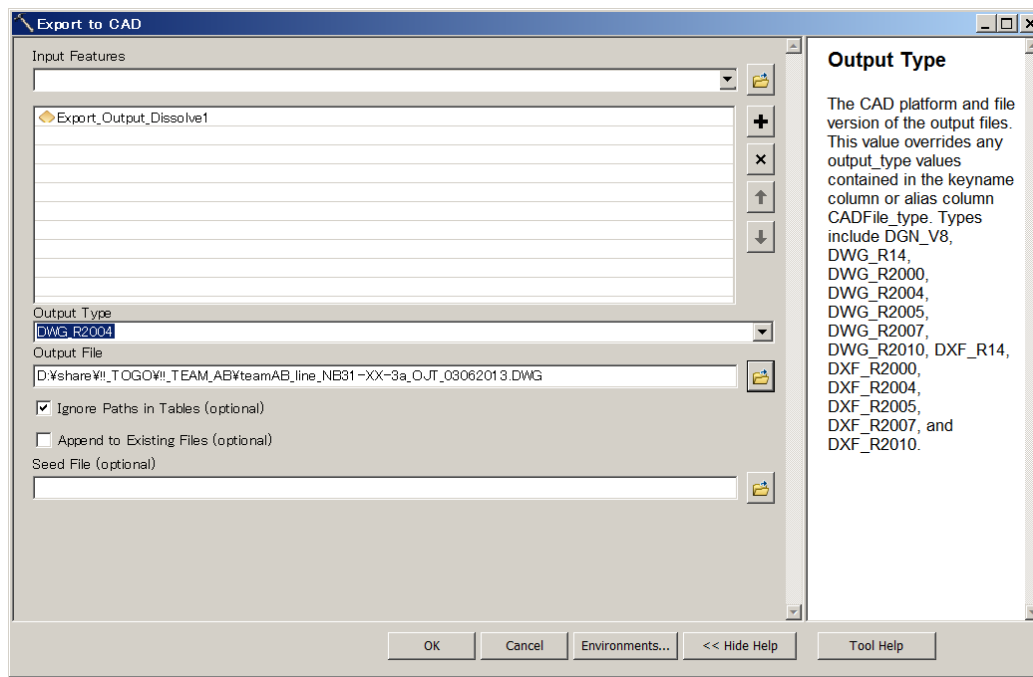 Export to CAD
Input Features
Export_Output_Dissolve1
Output Type
DWG_R2004
Output File
D:¥share¥!!_TOGO¥!!_TEAM_AB¥teamAB_line_NB31-XX-3a_OJT_03062013.DWG
Ignore Paths in Tables (optional)
Append to Existing Files (optional)
Seed File (optional)
OK
Cancel
Environments...
<< Hide Help
Tool Help
Output Type
The CAD platform and file
version of the output files.
This value overrides any
output_type values
contained in the keyname
column or alias column
CADFile_type. Types
include DGN_V8,
DWG_R14,
DWG_R2000,
DWG_R2004,
DWG_R2005,
DWG_R2007,
DWG_R2010, DXF_R14,
DXF_R2000,
DXF_R2004,
DXF_R2005,
DXF_R2007, and
DXF_R2010.